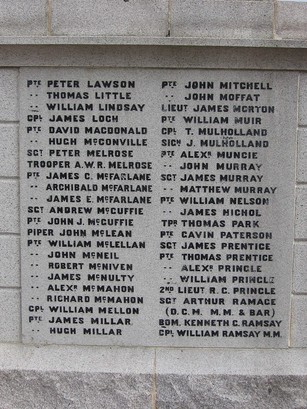 PTE PETER LAWSON
" THOMAS LITTLE
" WILLIAM LINDSAY
CPL JAMES LOCH
PTE DAVID MACDONALD
" HUGH McCONVILLE
SGT PETER MELROSE
TROOPER A.W.R. MELROSE
PTE JAMES C. McFARLANE
" ARCHIBALD McFARLANE
" JAMES E. McFARLANE
SGT ANDREW McGUFFIE
PTE JOHN J. McGUFFIE
PIPER JOHN McLEAN
PTE WILLIAM McLELLAN
" JOHN McNEIL
" ROBERT McNIVEN
" JAMES McNULTY
" ALEXR McMAHON
" RICHARD McMAHON
CPL WILLIAM MELLON
PTE JAMES MILLAR
" HUGH MILLAR
PTE JOHN MITCHELL
" JOHN MOFFAT
LIEUT JAMES MORTON
PTE WILLIAM MUIR
CPL T. MULHOLLAND
SIGR J. MULHOLLAND
PTE ALEXR MUNCIE
" JOHN MURRAY
SGT JAMES MURRAY
" MATTHEW MURRAY
PTE WILLIAM NELSON
" JAMES NICHOL
TPR THOMAS PARK
PTE GAVIN PATERSON
SGT JAMES PRENTICE
PTE THOMAS PRENTICE
" ALEXR PRINGLE
" WILLIAM PRINGLE
2ND LIEUT R.C. PRINGLE
SGT ARTHUR RAMAGE
(D.C.M. M.M. & BAR)
BOM. KENNETH C. RAMSAY
CPL WILLIAM RAMSAY M.M.